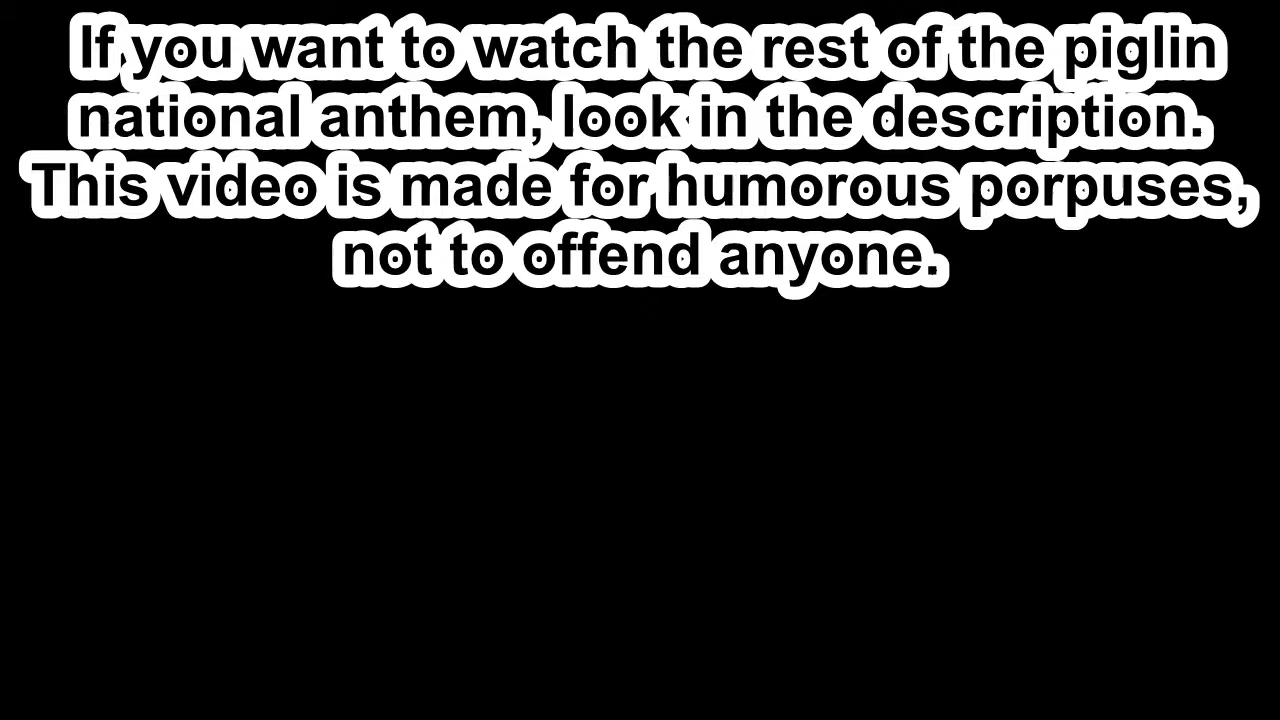 If you want to watch the rest of the piglin
national anthem, look in the description.
This video is made for humorous porpuses,
not to offend anyone.